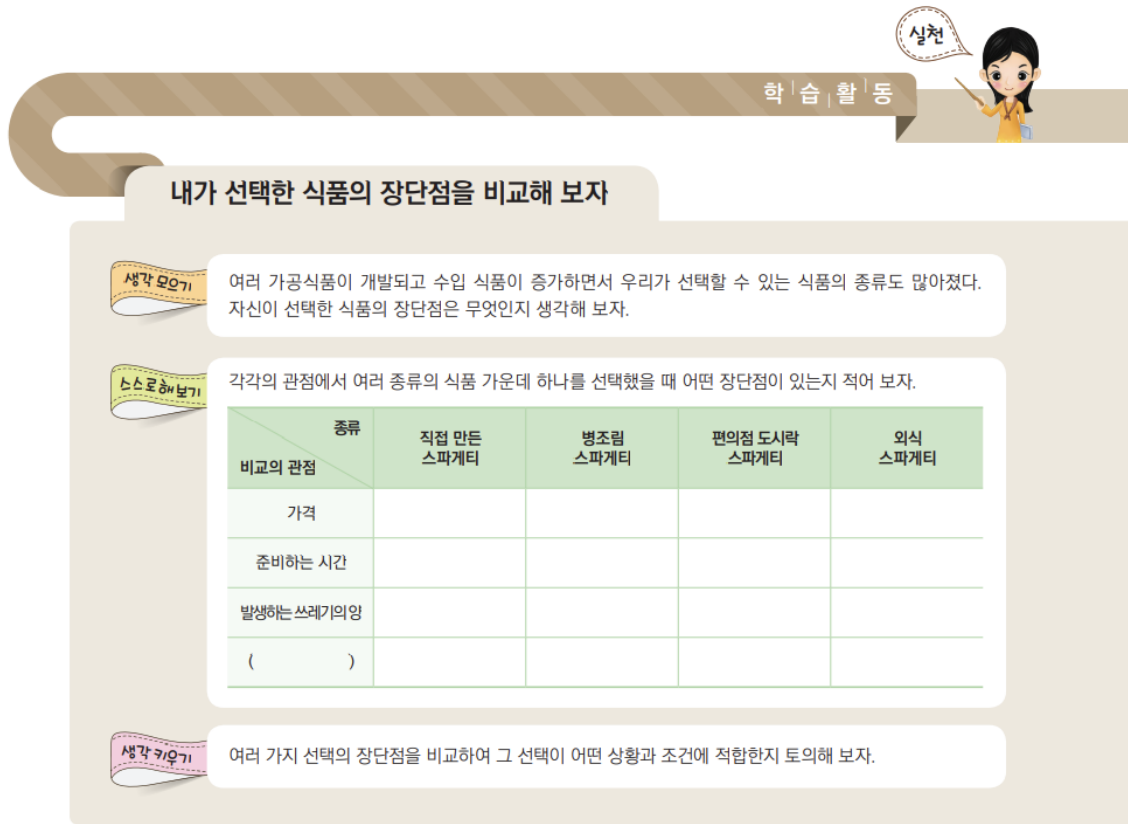 실천
학습활동
내가 선택한 식품의 장단점을 비교해 보자
생각 모으기
여러 가공식품이 개발되고 수입 식품이 증가하면서 우리가 선택할 수 있는 식품의 종류도 많아졌다.
자신이 선택한 식품의 장단점은 무엇인지 생각해 보자.
스스로 해 보기
각각의 관점에서 여러 종류의 식품 가운데 하나를 선택했을 때 어떤 장단점이 있는지 적어 보자.
종류
비교의 관점
직접 만든
스파게티
병조림
스파게티
편의점 도시락
스파게티
외식
스파게티
가격
준비하는 시간
발생하는 쓰레기의 양
( )
생각 키우기
여러 가지 선택의 장단점을 비교하여 그 선택이 어떤 상황과 조건에 적합한지 토의해 보자.